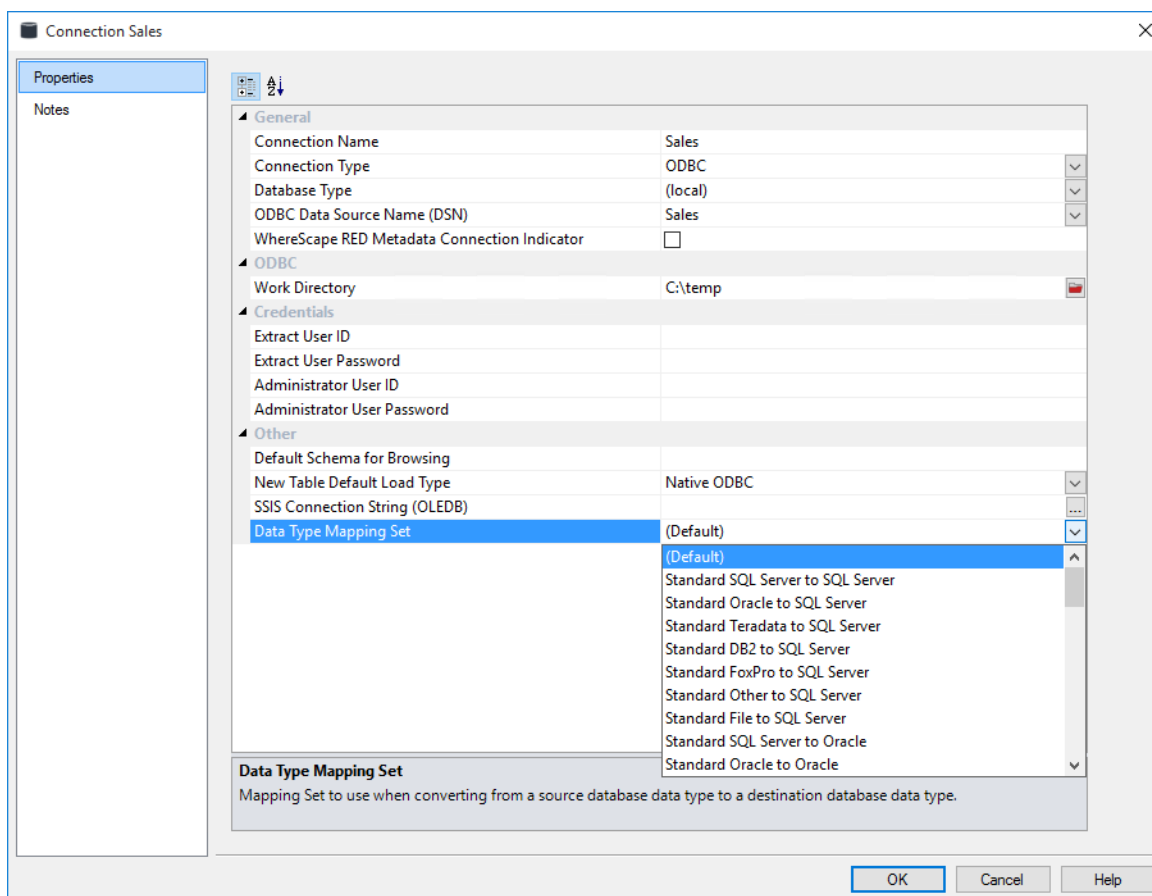 Connection Sales
Properties
Notes
General
Connection Name Sales
Connection Type ODBC
Database Type (local)
ODBC Data Source Name (DSN) Sales
WhereScape RED Metadata Connection Indicator
ODBC
Work Directory C:\temp
Credentials
Extract User ID
Extract User Password
Administrator User ID
Administrator User Password
Other
Default Schema for Browsing
New Table Default Load Type Native ODBC
SSIS Connection String (OLEDB) ...
Data Type Mapping Set (Default)
(Default)
Standard SQL Server to SQL Server
Standard Oracle to SQL Server
Standard Teradata to SQL Server
Standard DB2 to SQL Server
Standard FoxPro to SQL Server
Standard Other to SQL Server
Standard File to SQL Server
Standard SQL Server to Oracle
Standard Oracle to Oracle
Data Type Mapping Set
Mapping Set to use when converting from a source database data type to a destination database data type.
OK Cancel Help